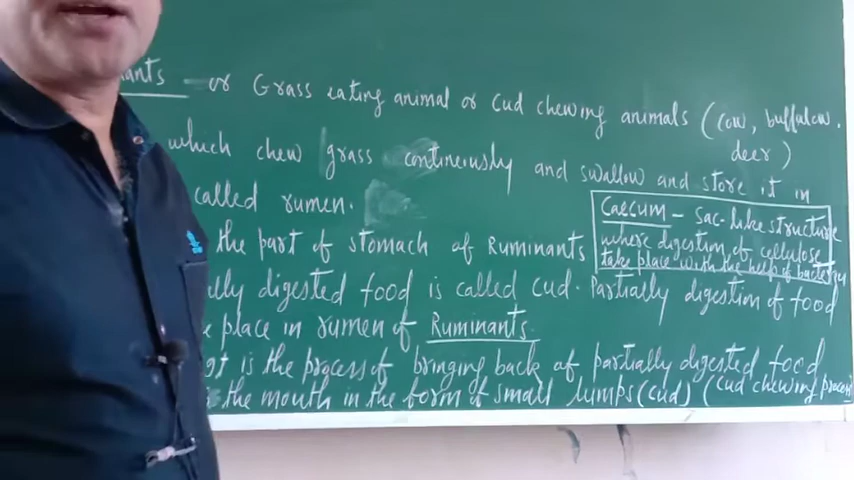 ants - or Grass eating animal or cud chewing animals (cow, buffulow.
deer)
which chew grass contineiously and swallow and store it in
called rumen.
Caecum - Sac-like structure
where digestion of cellulose
take place with the help of bacteria
the part of stomach of Ruminants
ally digested food is called cud. Partially digestion of food
place in rumen of Ruminants
It is the process of bringing back of partially digested food
the mouth in the form of small lumps (cud) (cud chewing process